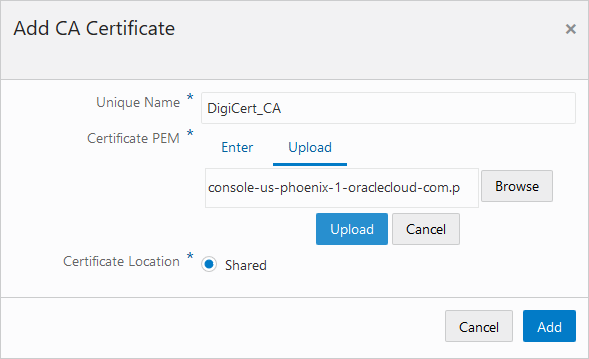 Add CA Certificate ×
Unique Name * DigiCert_CA
Certificate PEM * Enter Upload
console-us-phoenix-1-oraclecloud-com.p Browse
Upload Cancel
Certificate Location * Shared
Cancel Add